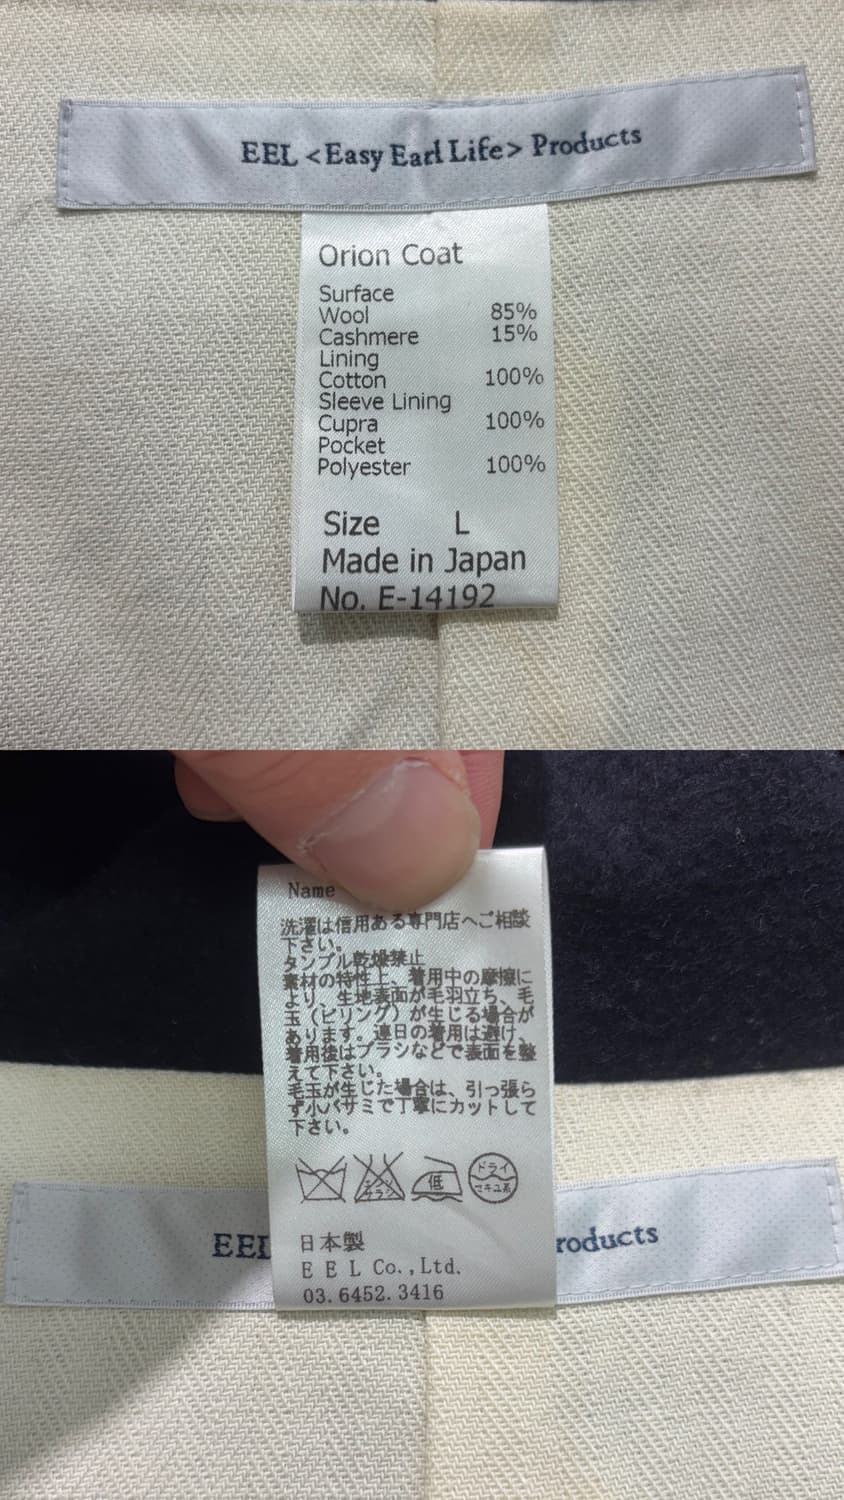 EEL <Easy Earl Life> Products
Orion Coat
Surface
Wool 85%
Cashmere 15%
Lining
Cotton 100%
Sleeve Lining
Cupra 100%
Pocket
Polyester 100%
Size L
Made in Japan
No. E-14192
Name
洗濯は信用ある専門店へご相談
下さい。
タンブル乾燥禁止
素材の特性上、着用中の摩擦に
より、生地表面が毛羽立ち、毛
玉（ピリング）が生じる場合が
あります。連日の着用は避け、
着用後はブラシなどで表面を整
えて下さい。
毛玉が生じた場合は、引っ張ら
ず小バサミで丁寧にカットして
下さい。
エンソサラシ 低 ドライ
セキユ系
EEL roducts
日本製
E E L Co.,Ltd.
03.6452.3416